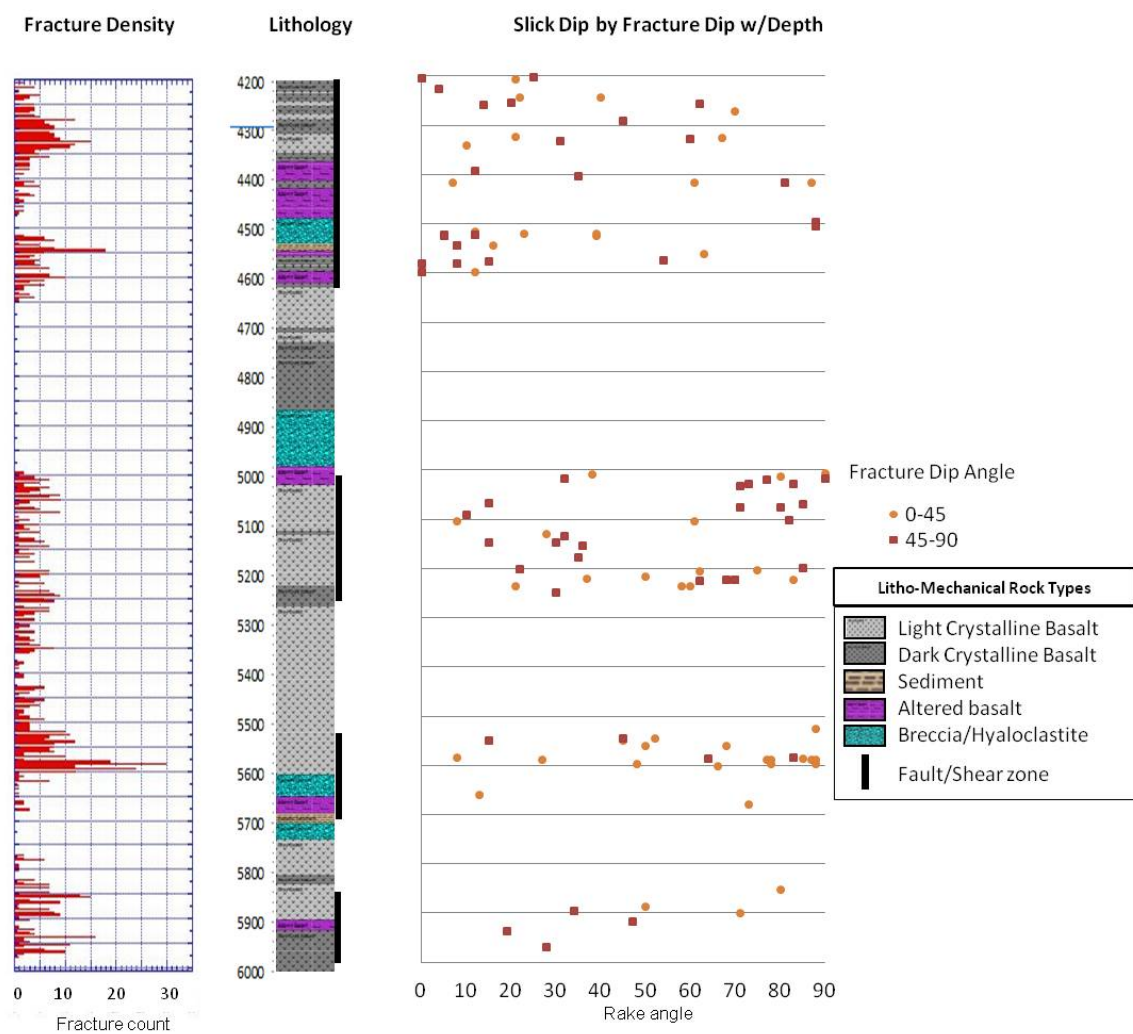 Fracture Density
Lithology
Slick Dip by Fracture Dip w/Depth
4200
4300
4400
4500
4600
4700
4800
4900
5000
5100
5200
5300
5400
5500
5600
5700
5800
5900
6000
0 10 20 30
Fracture count
0 10 20 30 40 50 60 70 80 90
Rake angle
Fracture Dip Angle
0-45
45-90
Litho-Mechanical Rock Types
Light Crystalline Basalt
Dark Crystalline Basalt
Sediment
Altered basalt
Breccia/Hyaloclastite
Fault/Shear zone